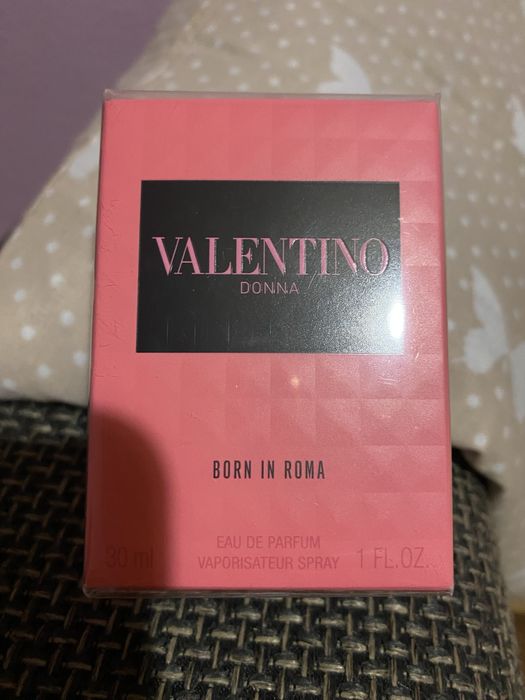 VALENTINO
DONNA
BORN IN ROMA
EAU DE PARFUM
30 ml VAPORISATEUR SPRAY 1 FL.OZ.